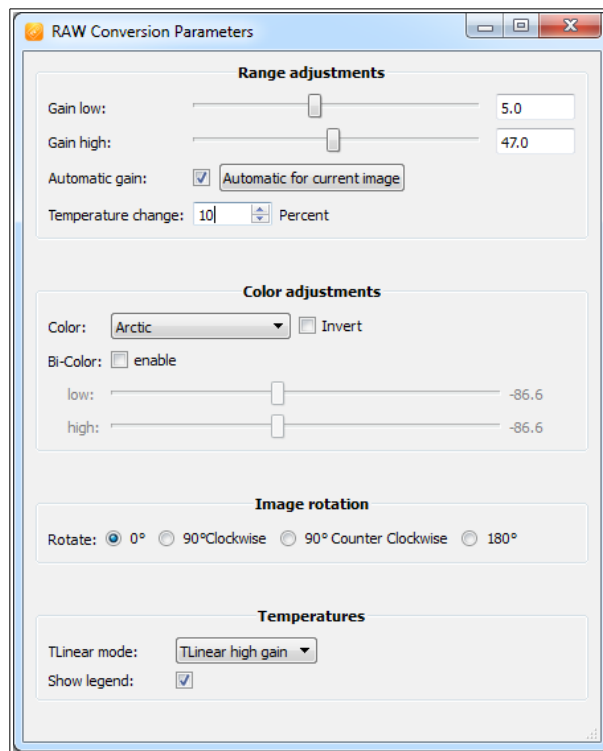 RAW Conversion Parameters
Range adjustments
Gain low: 5.0
Gain high: 47.0
Automatic gain: Automatic for current image
Temperature change: 10 Percent
Color adjustments
Color: Arctic Invert
Bi-Color: enable
low: -86.6
high: -86.6
Image rotation
Rotate: 0° 90°Clockwise 90° Counter Clockwise 180°
Temperatures
TLinear mode: TLinear high gain
Show legend: